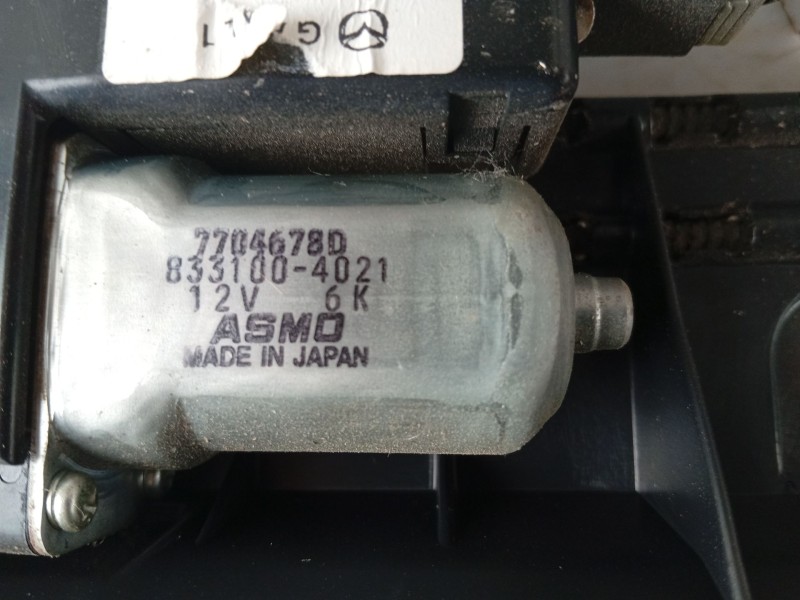 7704678D
833100-4021
12V 6K
ASMO
MADE IN JAPAN